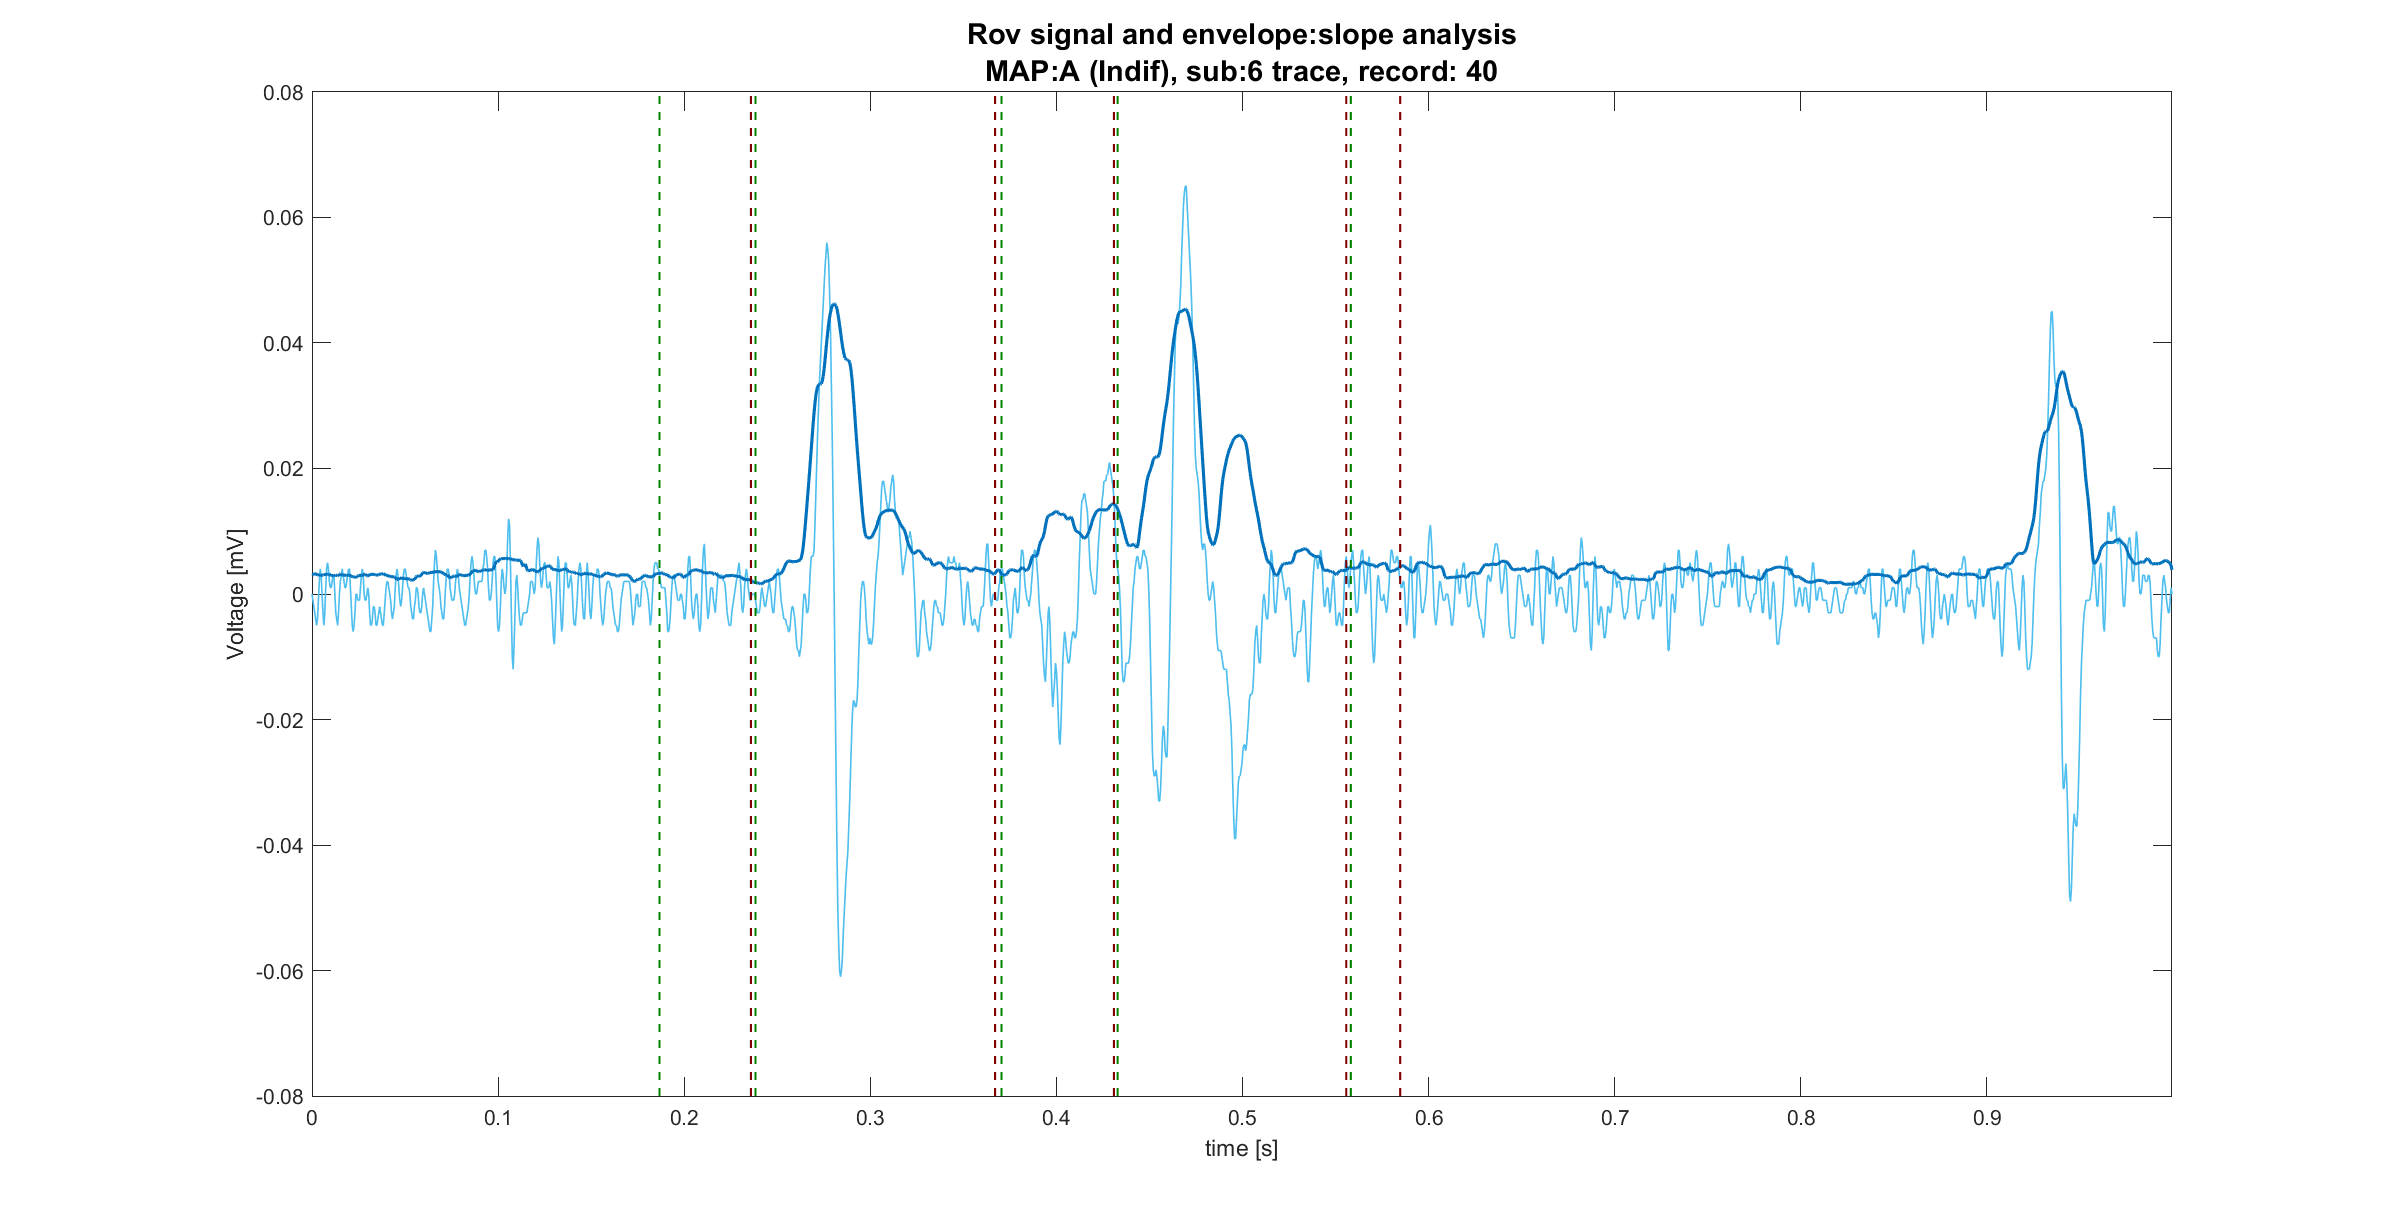 Rov signal and envelope:slope analysis
MAP:A (Indif), sub:6 trace, record: 40
0.08
0.06
0.04
0.02
0
-0.02
-0.04
-0.06
-0.08
Voltage [mV]
0 0.1 0.2 0.3 0.4 0.5 0.6 0.7 0.8 0.9
time [s]